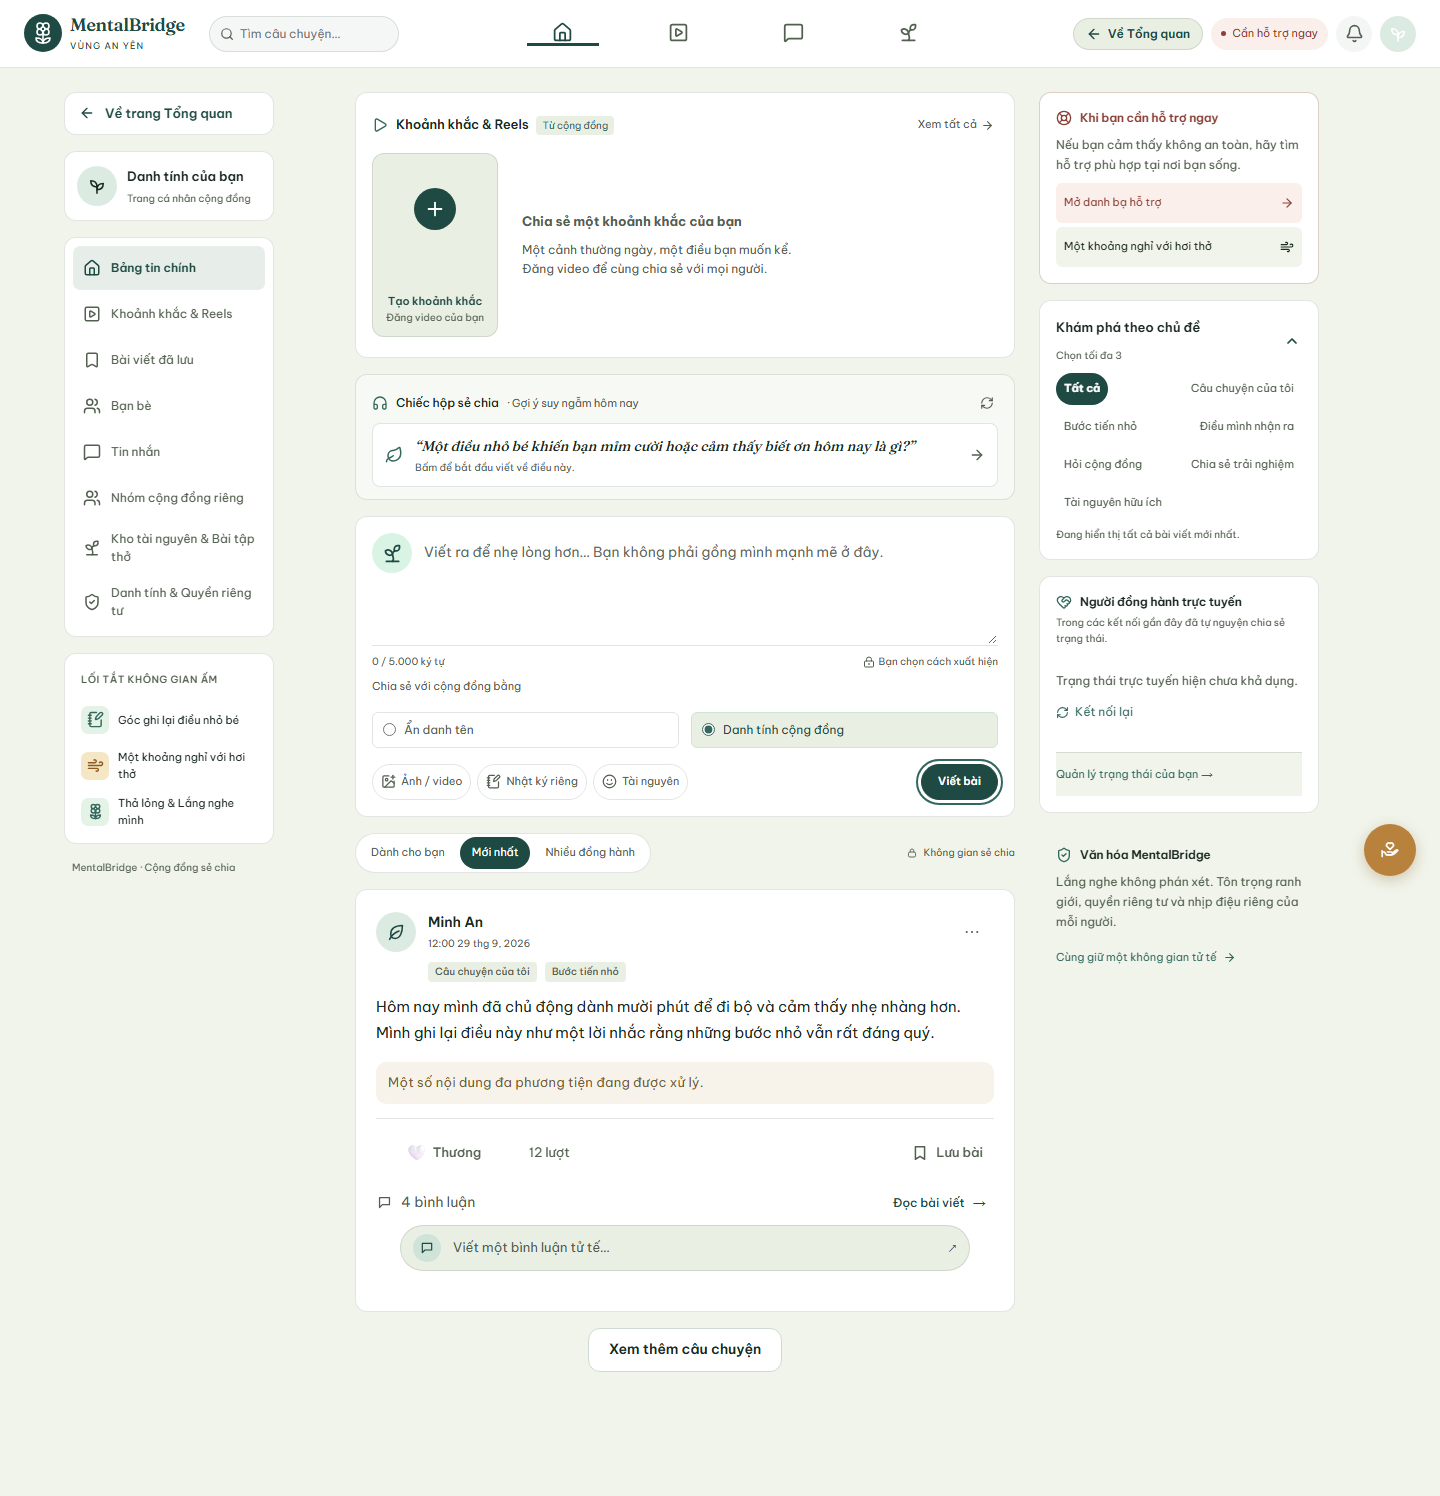 MentalBridge
VÙNG AN YÊN
Tìm câu chuyện...
Về Tổng quan
Cần hỗ trợ ngay
Về trang Tổng quan
Danh tính của bạn
Trang cá nhân cộng đồng
Bảng tin chính
Khoảnh khắc & Reels
Bài viết đã lưu
Bạn bè
Tin nhắn
Nhóm cộng đồng riêng
Kho tài nguyên & Bài tập
thở
Danh tính & Quyền riêng
tư
LỐI TẮT KHÔNG GIAN ẤM
Góc ghi lại điều nhỏ bé
Một khoảng nghỉ với hơi
thở
Thả lỏng & Lắng nghe
mình
MentalBridge · Cộng đồng sẻ chia
Khoảnh khắc & Reels Từ cộng đồng
Xem tất cả →
Chia sẻ một khoảnh khắc của bạn
Một cảnh thường ngày, một điều bạn muốn kể.
Đăng video để cùng chia sẻ với mọi người.
Tạo khoảnh khắc
Đăng video của bạn
Chiếc hộp sẻ chia · Gợi ý suy ngẫm hôm nay
“Một điều nhỏ bé khiến bạn mỉm cười hoặc cảm thấy biết ơn hôm nay là gì?”
Bấm để bắt đầu viết về điều này.
Viết ra để nhẹ lòng hơn... Bạn không phải gồng mình mạnh mẽ ở đây.
0 / 5.000 ký tự
Bạn chọn cách xuất hiện
Chia sẻ với cộng đồng bằng
Ẩn danh tên
Danh tính cộng đồng
Ảnh / video
Nhật ký riêng
Tài nguyên
Viết bài
Dành cho bạn
Mới nhất
Nhiều đồng hành
Không gian sẻ chia
Minh An
12:00 29 thg 9, 2026
...
Câu chuyện của tôi
Bước tiến nhỏ
Hôm nay mình đã chủ động dành mười phút để đi bộ và cảm thấy nhẹ nhàng hơn.
Mình ghi lại điều này như một lời nhắc rằng những bước nhỏ vẫn rất đáng quý.
Một số nội dung đa phương tiện đang được xử lý.
Thương
12 lượt
Lưu bài
4 bình luận
Đọc bài viết →
Viết một bình luận tử tế...
↗
Xem thêm câu chuyện
Khi bạn cần hỗ trợ ngay
Nếu bạn cảm thấy không an toàn, hãy tìm
hỗ trợ phù hợp tại nơi bạn sống.
Mở danh bạ hỗ trợ
Một khoảng nghỉ với hơi thở
Khám phá theo chủ đề
Chọn tối đa 3
Tất cả
Câu chuyện của tôi
Bước tiến nhỏ
Điều mình nhận ra
Hỏi cộng đồng
Chia sẻ trải nghiệm
Tài nguyên hữu ích
Đang hiển thị tất cả bài viết mới nhất.
Người đồng hành trực tuyến
Trong các kết nối gần đây đã tự nguyện chia sẻ
trạng thái.
Trạng thái trực tuyến hiện chưa khả dụng.
Kết nối lại
Quản lý trạng thái của bạn →
Văn hóa MentalBridge
Lắng nghe không phán xét. Tôn trọng ranh
giới, quyền riêng tư và nhịp điệu riêng của
mỗi người.
Cùng giữ một không gian tử tế →